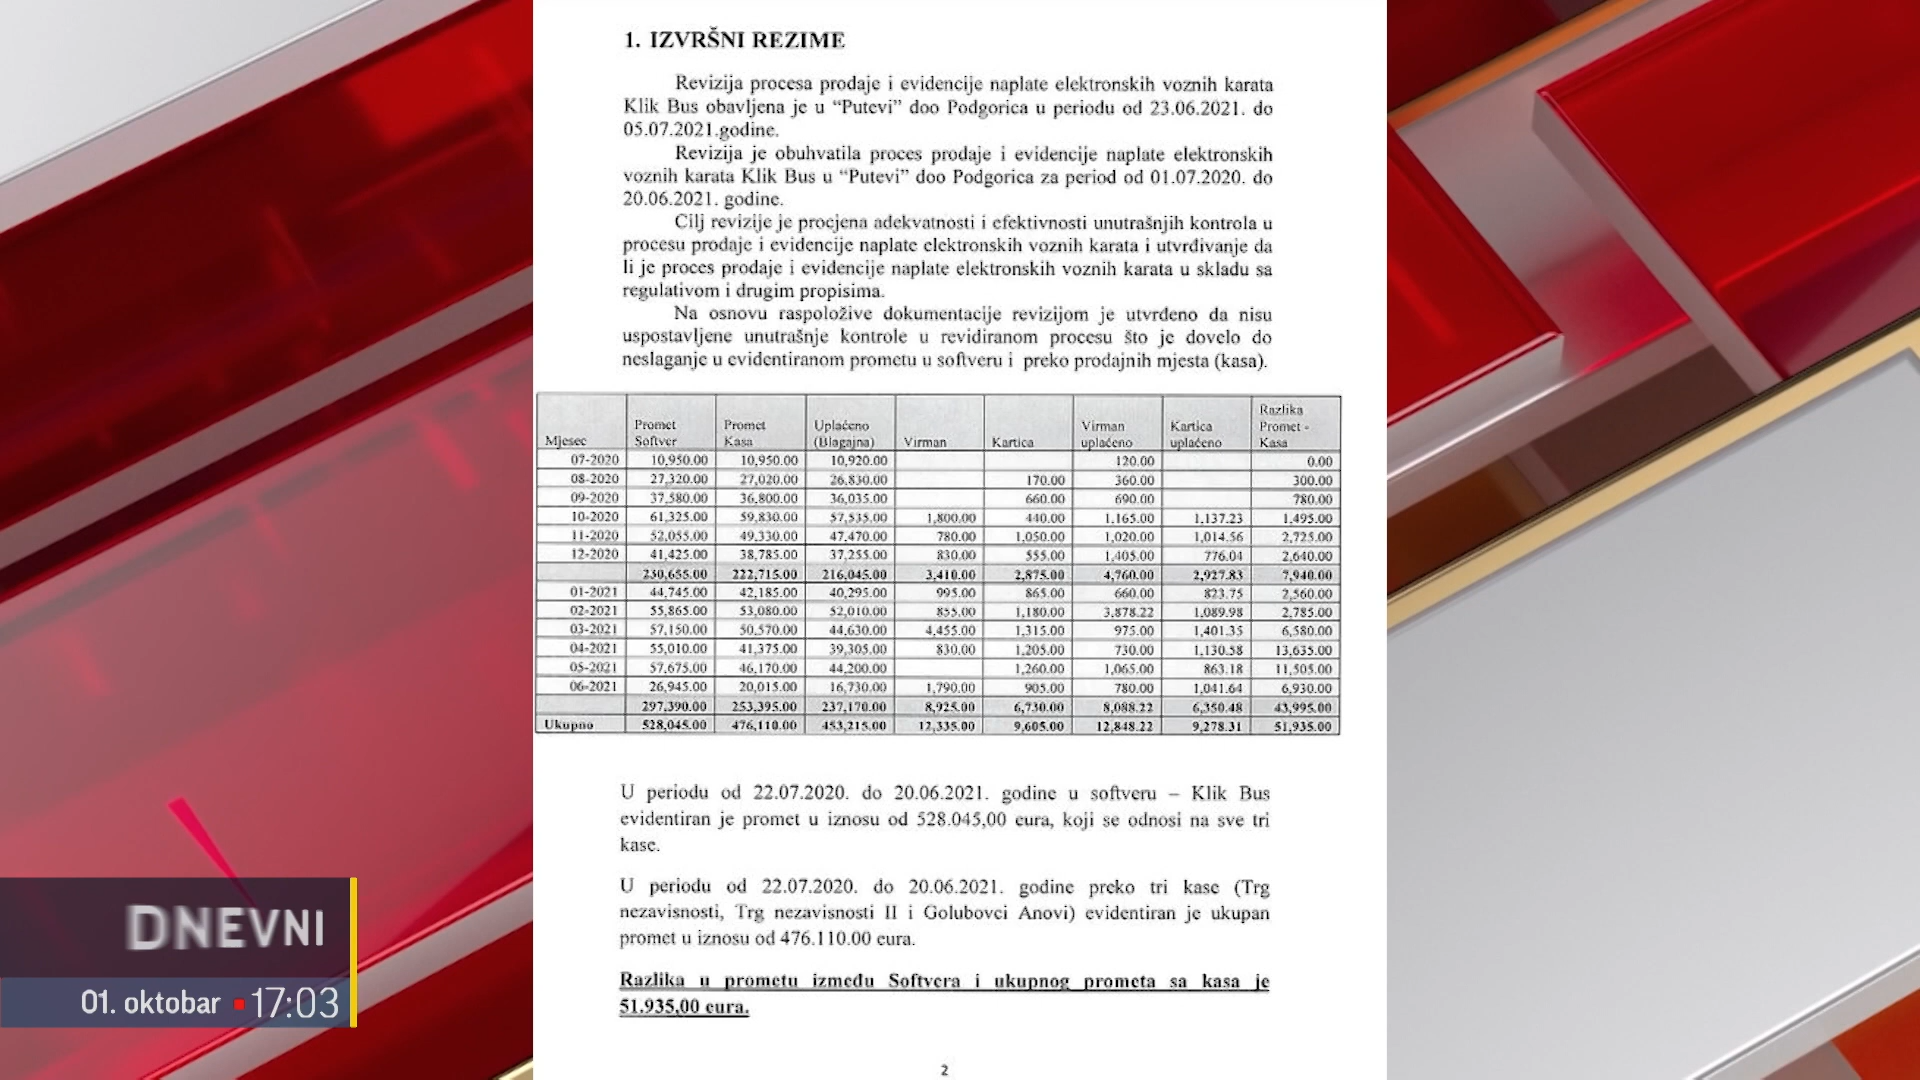 1. IZVRŠNI REZIME
Revizija procesa prodaje i evidencije naplate elektronskih voznih karata
Klik Bus obavljena je u “Putevi” doo Podgorica u periodu od 23.06.2021. do
05.07.2021.godine.
Revizija je obuhvatila proces prodaje i evidencije naplate elektronskih
voznih karata Klik Bus u “Putevi” doo Podgorica za period od 01.07.2020. do
20.06.2021. godine.
Cilj revizije je procjena adekvatnosti i efektivnosti unutrašnjih kontrola u
procesu prodaje i evidencije naplate elektronskih voznih karata i utvrđivanje da
li je proces prodaje i evidencije naplate elektronskih voznih karata u skladu sa
regulativom i drugim propisima.
Na osnovu raspoložive dokumentacije revizijom je utvrđeno da nisu
uspostavljene unutrašnje kontrole u revidiranom procesu što je dovelo do
neslaganje u evidentiranom prometu u softveru i preko prodajnih mjesta (kasa).
Mjesec Promet Softver Promet Kasa Uplaćeno (Blagajna) Virman Kartica Virman uplaćeno Kartica uplaćeno Razlika Promet - Kasa
07-2020 10,950.00 10,950.00 10,920.00 120.00 0.00
08-2020 27,320.00 27,020.00 26,830.00 170.00 360.00 300.00
09-2020 37,580.00 36,800.00 36,035.00 660.00 690.00 780.00
10-2020 61,325.00 59,830.00 57,535.00 1,800.00 440.00 1,165.00 1,137.23 1,495.00
11-2020 52,055.00 49,330.00 47,470.00 780.00 1,050.00 1,020.00 1,014.56 2,725.00
12-2020 41,425.00 38,785.00 37,255.00 830.00 555.00 1,405.00 776.04 2,640.00
230,655.00 222,715.00 216,045.00 3,410.00 2,875.00 4,760.00 2,927.83 7,940.00
01-2021 44,745.00 42,185.00 40,295.00 995.00 865.00 660.00 823.75 2,560.00
02-2021 55,865.00 53,080.00 52,010.00 855.00 1,180.00 3,878.22 1,089.98 2,785.00
03-2021 57,150.00 50,570.00 44,630.00 4,455.00 1,315.00 975.00 1,401.35 6,580.00
04-2021 55,010.00 41,375.00 39,305.00 830.00 1,205.00 730.00 1,130.58 13,635.00
05-2021 57,675.00 46,170.00 44,200.00 1,260.00 1,065.00 863.18 11,505.00
06-2021 26,945.00 20,015.00 16,730.00 1,790.00 905.00 780.00 1,041.64 6,930.00
297,390.00 253,395.00 237,170.00 8,925.00 6,730.00 8,088.22 6,350.48 43,995.00
Ukupno 528,045.00 476,110.00 453,215.00 12,335.00 9,605.00 12,848.22 9,278.31 51,935.00
U periodu od 22.07.2020. do 20.06.2021. godine u softveru – Klik Bus
evidentiran je promet u iznosu od 528.045,00 eura, koji se odnosi na sve tri
kase.
U periodu od 22.07.2020. do 20.06.2021. godine preko tri kase (Trg
nezavisnosti, Trg nezavisnosti II i Golubovci Anovi) evidentiran je ukupan
promet u iznosu od 476.110.00 eura.
Razlika u prometu između Softvera i ukupnog prometa sa kasa je
51.935,00 eura.
2
DNEVNI
01. oktobar 17:03